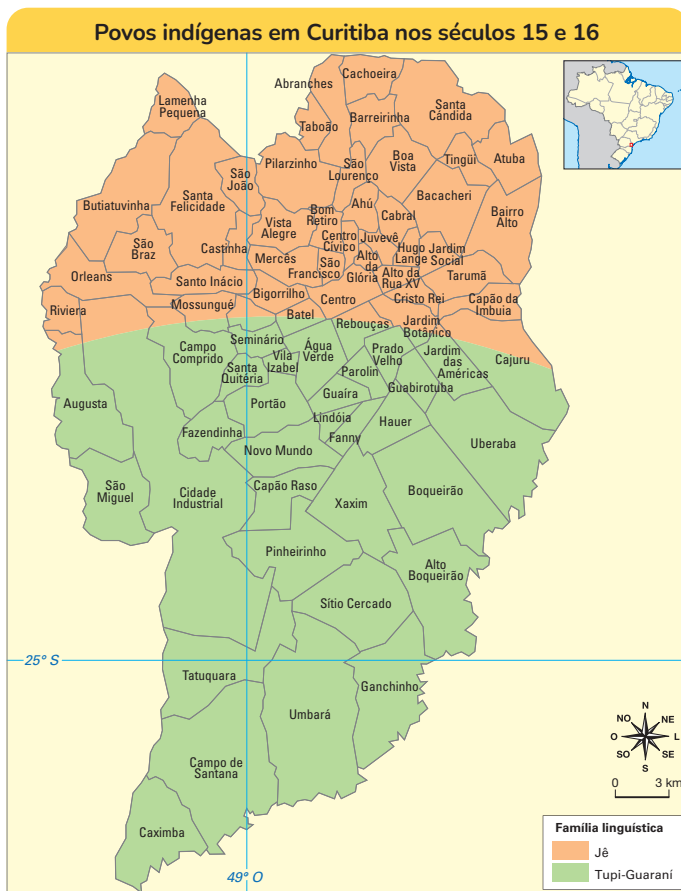 Povos indígenas em Curitiba nos séculos 15 e 16
Lamenha
Pequena
Abranches
Cachoeira
Taboão
Barreirinha
Santa
Cândida
Pilarzinho
São
Lourenço
Boa
Vista
Tingüi
Atuba
São
João
Butiatuvinha
Santa
Felicidade
Ahú
Bacacheri
Cabral
Bairro
Alto
Vista
Alegre
Bom
Retiro
Centro
Cívico
Juvevê
São
Braz
Castinha
Mercês
São
Francisco
Alto
da
Glória
Hugo
Lange
Jardim
Social
Orleans
Santo Inácio
Alto da
Rua XV
Tarumã
Riviera
Mossungué
Bigorrilho
Centro
Cristo Rei
Capão da
Imbuia
Batel
Rebouças
Jardim
Botânico
Campo
Comprido
Seminário
Santa
Quitéria
Vila
Izabel
Água
Verde
Prado
Velho
Jardim
das
Américas
Cajuru
Parolin
Guabirotuba
Augusta
Portão
Guaíra
Fazendinha
Lindóia
Fanny
Hauer
Uberaba
Novo Mundo
São
Miguel
Cidade
Industrial
Capão Raso
Xaxim
Boqueirão
Pinheirinho
Alto
Boqueirão
Sítio Cercado
25° S
Tatuquara
Ganchinho
Umbará
Campo de
Santana
Caximba
49° O
N
NO
NE
O
L
SO
SE
S
0 3 km
Família linguística
Jê
Tupi-Guaraní